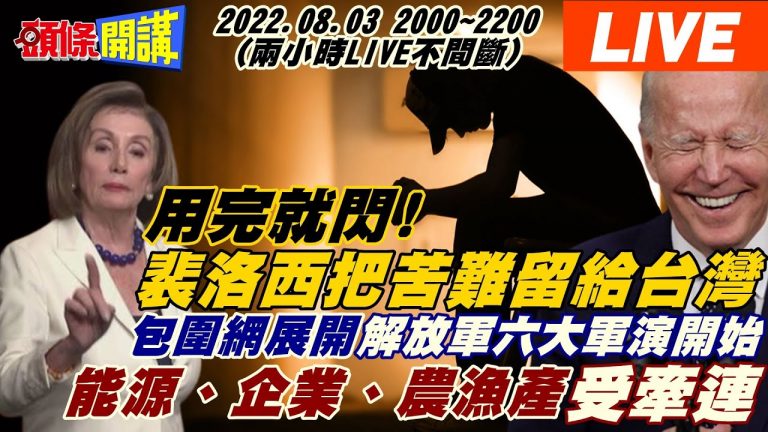 頭條開講
2022.08.03 2000~2200
(兩小時LIVE不間斷)
LIVE
用完就閃!
裴洛西把苦難留給台灣
包圍網展開 解放軍六大軍演開始
能源、企業、農漁產 受牽連